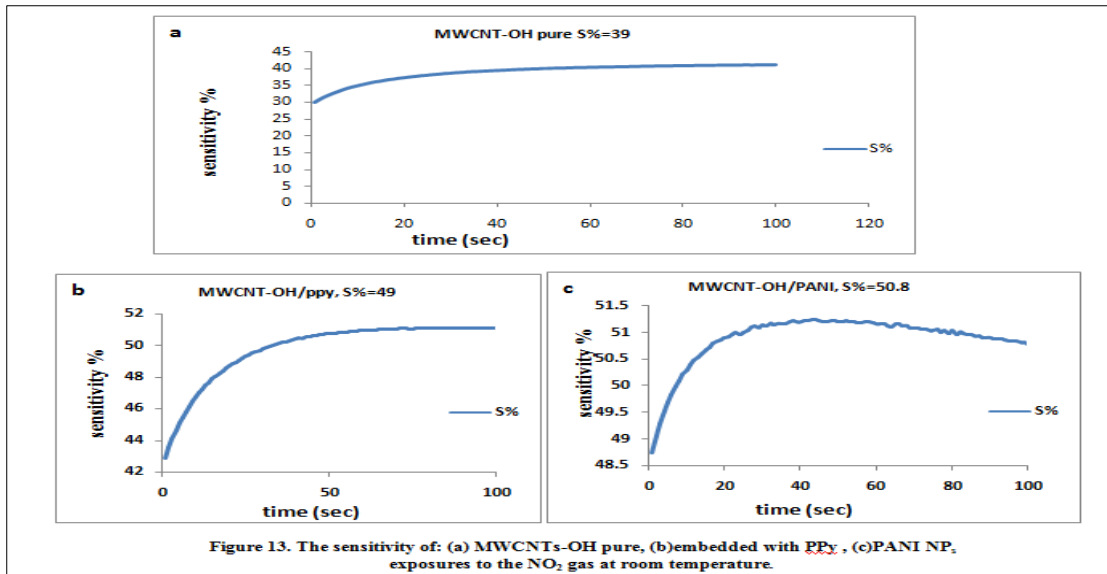 a
MWCNT-OH pure S%=39
45
40
35
30
25
20
15
10
5
0
sensitivity %
0 20 40 60 80 100 120
time (sec)
S%
b
MWCNT-OH/ppy, S%=49
52
50
48
46
44
42
sensitivity %
0 50 100
time (sec)
S%
c
MWCNT-OH/PANI, S%=50.8
51.5
51
50.5
50
49.5
49
48.5
sensitivity %
0 20 40 60 80 100
time (sec)
S%
Figure 13. The sensitivity of: (a) MWCNTs-OH pure, (b)embedded with PPy , (c)PANI NPs
exposures to the NO₂ gas at room temperature.